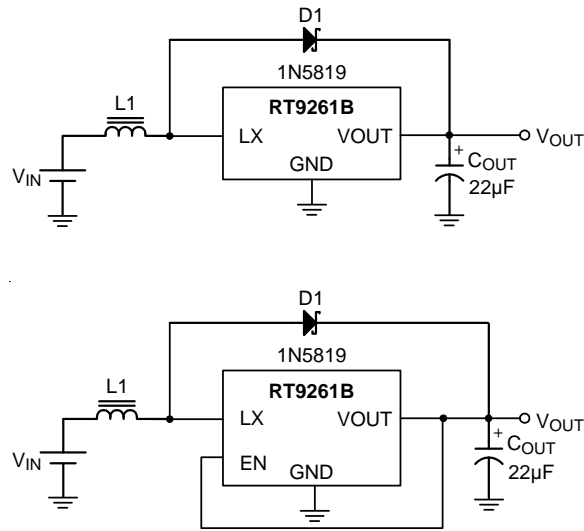 D1
1N5819
L1
RT9261B
LX VOUT
GND
VOUT
VIN
+
COUT
22µF
D1
1N5819
L1
RT9261B
LX VOUT
EN
GND
VOUT
VIN
+
COUT
22µF